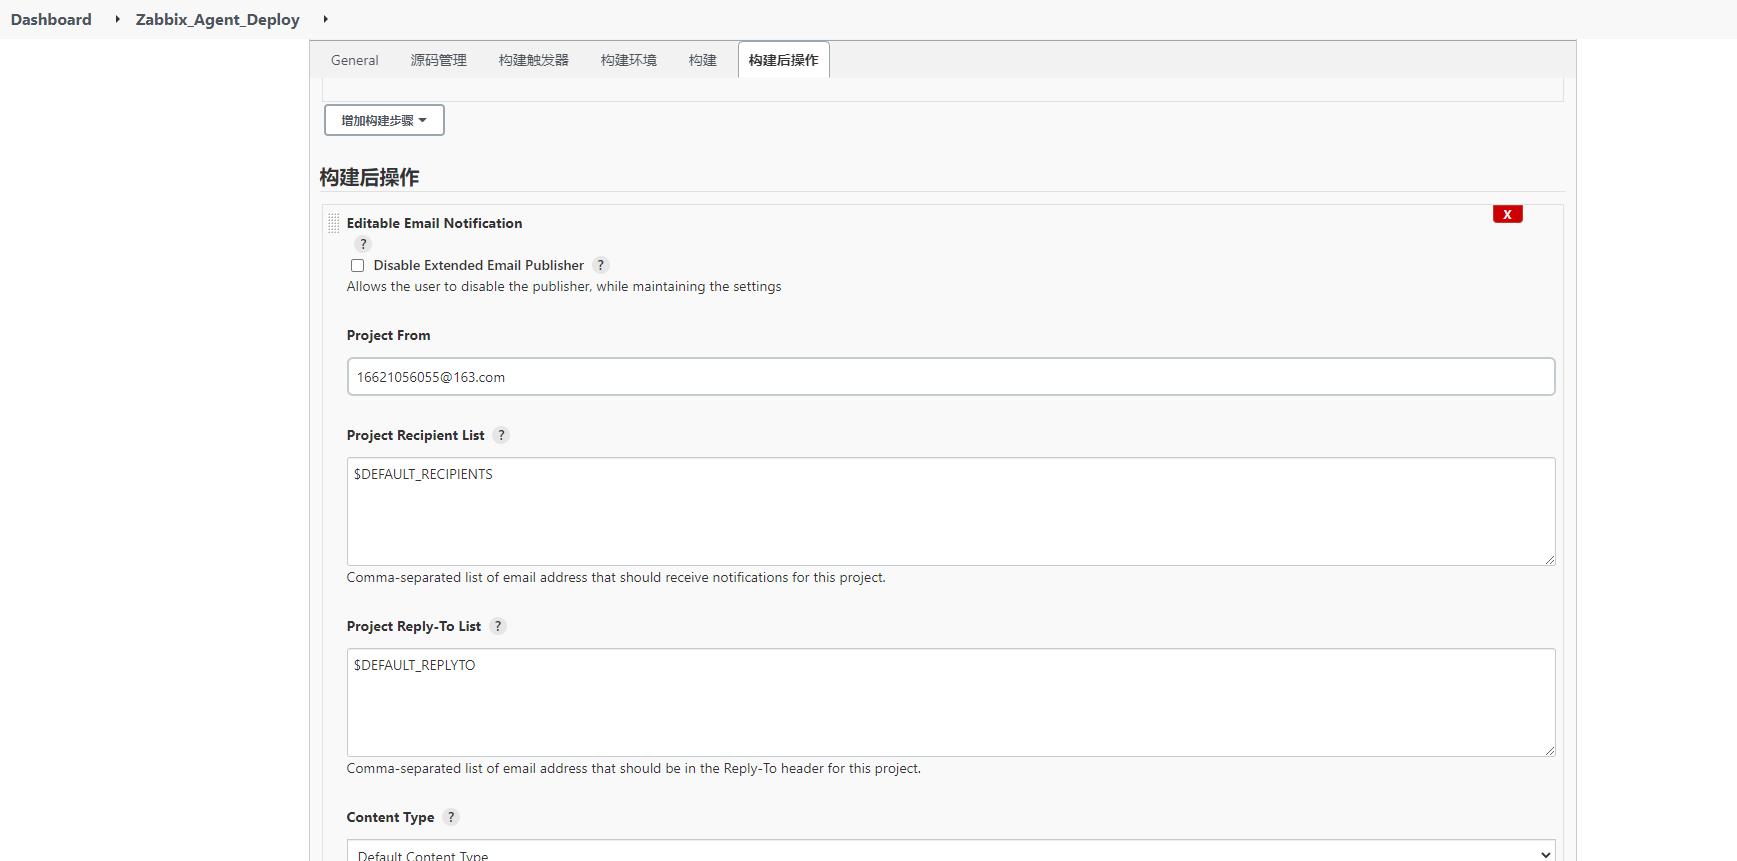 Dashboard Zabbix_Agent_Deploy
General 源码管理 构建触发器 构建环境 构建 构建后操作
增加构建步骤
构建后操作
X
Editable Email Notification
?
Disable Extended Email Publisher ?
Allows the user to disable the publisher, while maintaining the settings
Project From
16621056055@163.com
Project Recipient List ?
$DEFAULT_RECIPIENTS
Comma-separated list of email address that should receive notifications for this project.
Project Reply-To List ?
$DEFAULT_REPLYTO
Comma-separated list of email address that should be in the Reply-To header for this project.
Content Type ?
Default Content Type